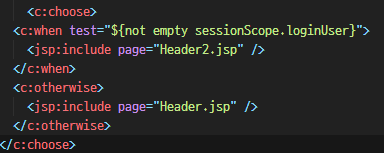 <c:choose>
<c:when test="${not empty sessionScope.loginUser}">
<jsp:include page="Header2.jsp" />
</c:when>
<c:otherwise>
<jsp:include page="Header.jsp" />
</c:otherwise>
</c:choose>